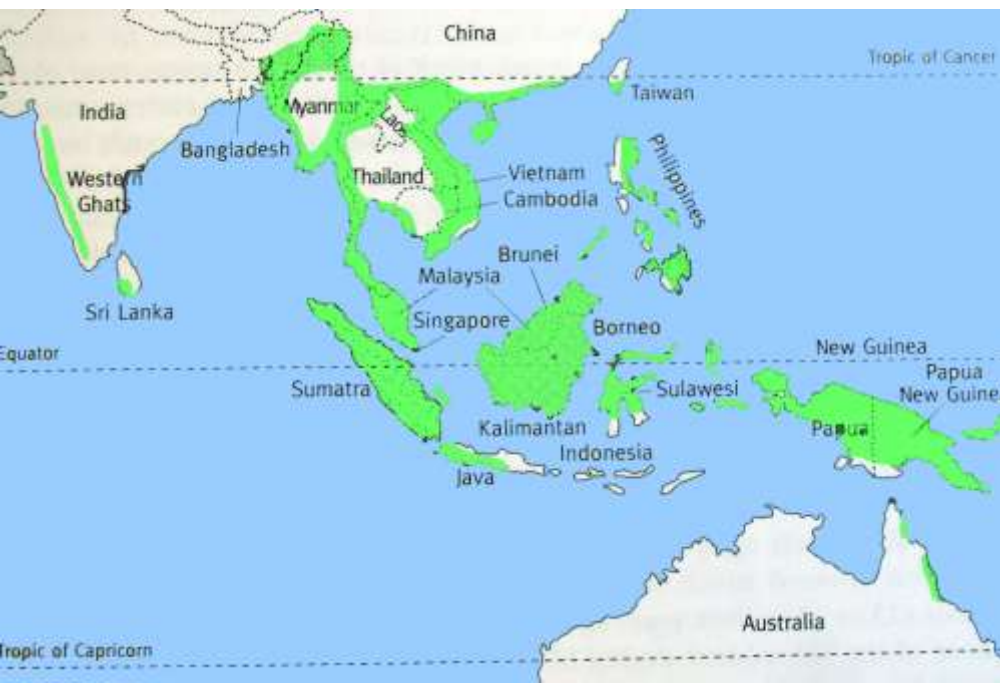 China
Tropic of Cancer
Taiwan
India
Myanmar
Laos
Bangladesh
Philippines
Western
Ghats
Thailand
Vietnam
Cambodia
Brunei
Malaysia
Sri Lanka
Singapore
Borneo
Equator
New Guinea
Papua
New Guine
Sumatra
Sulawesi
Kalimantan
Papua
Indonesia
Java
Australia
Tropic of Capricorn